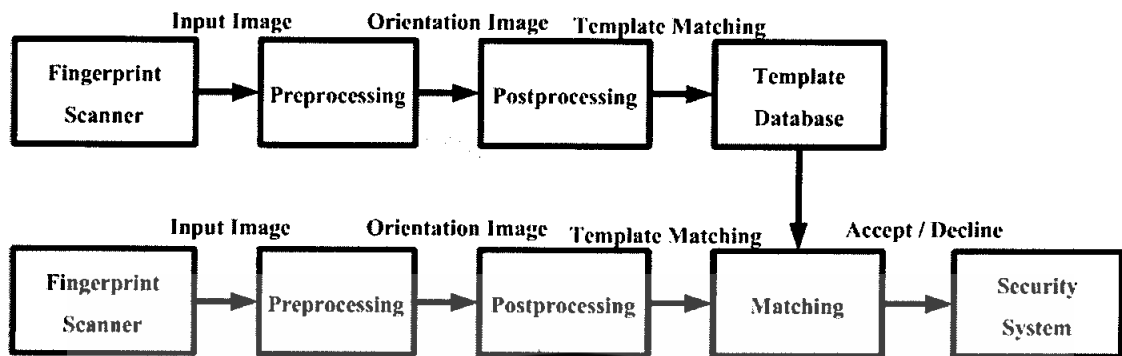 Input Image
Orientation Image
Template Matching
Fingerprint
Scanner
Preprocessing
Postprocessing
Template
Database
Input Image
Orientation Image
Template Matching
Accept / Decline
Fingerprint
Scanner
Preprocessing
Postprocessing
Matching
Security
System